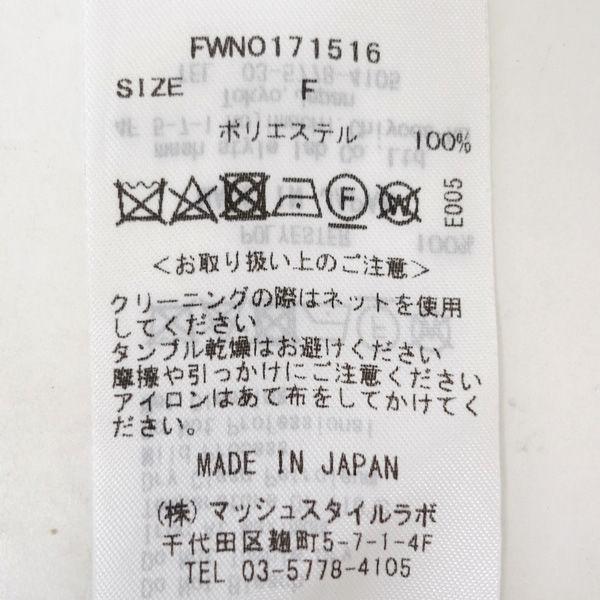 FWNO171516
SIZE F
ポリエステル 100%
F W E005
<お取り扱い上のご注意>
クリーニングの際はネットを使用
してください
タンブル乾燥はお避けください
摩擦や引っかけにご注意ください
アイロンはあて布をしてかけてく
ださい。
MADE IN JAPAN
(株)マッシュスタイルラボ
千代田区麹町5-7-1-4F
TEL 03-5778-4105